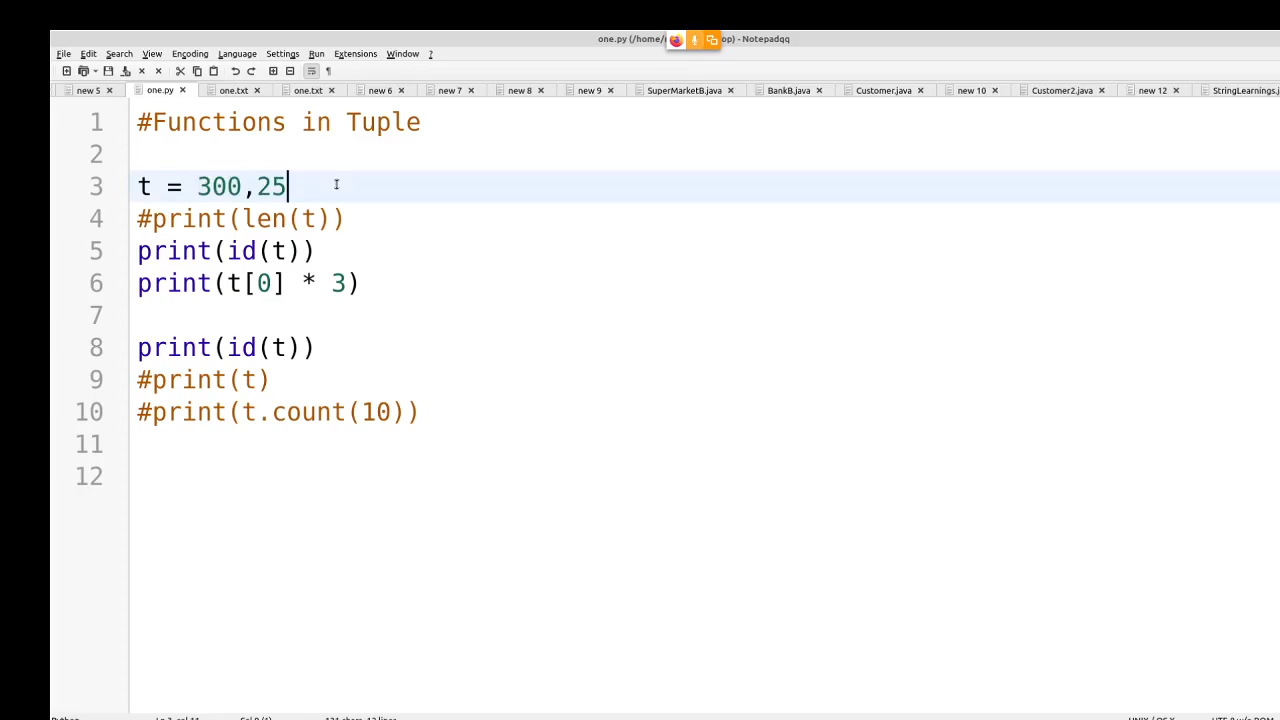 one.py (/home/ op) - Notepadqq
File Edit Search View Encoding Language Settings Run Extensions Window ?
new 5 one.py one.txt one.txt new 6 new 7 new 8 new 9 SuperMarketB.java BankB.java Customer.java new 10 Customer2.java new 12 StringLearnings.j
1 #Functions in Tuple
2
3 t = 300,25
4 #print(len(t))
5 print(id(t))
6 print(t[0] * 3)
7
8 print(id(t))
9 #print(t)
10 #print(t.count(10))
11
12